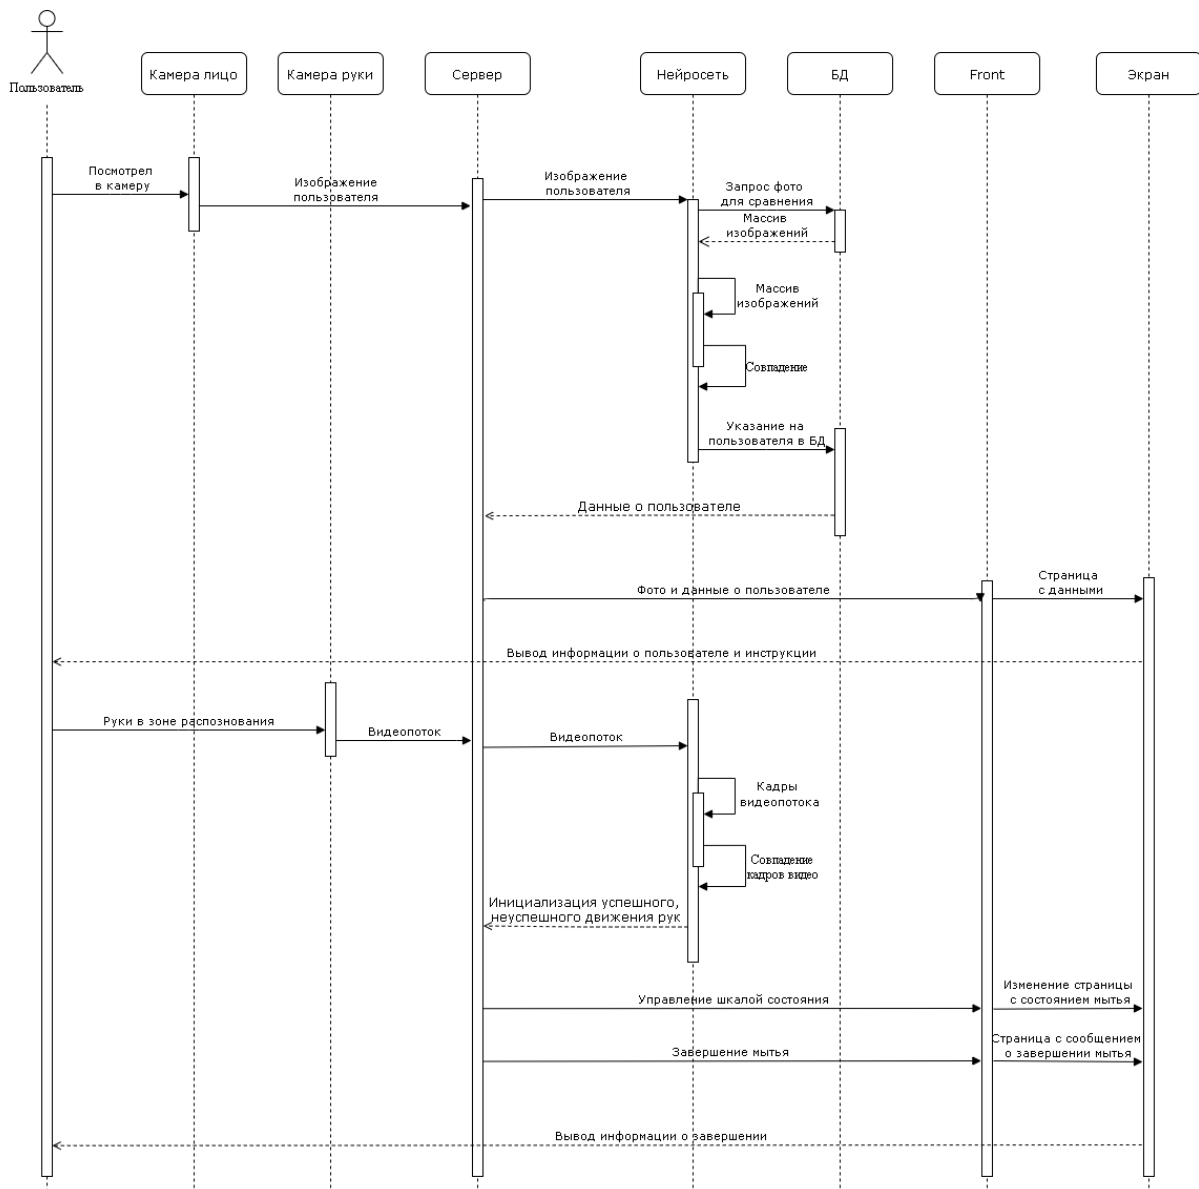 Пользователь
Камера лицо
Камера руки
Сервер
Нейросеть
БД
Front
Экран
Посмотрел
в камеру
Изображение
пользователя
Изображение
пользователя
Запрос фото
для сравнения
Массив
изображений
Массив
изображений
Совпадение
Указание на
пользователя в БД
Данные о пользователе
Фото и данные о пользователе
Страница
с данными
Вывод информации о пользователе и инструкции
Руки в зоне распознования
Видеопоток
Видеопоток
Кадры
видеопотока
Совпадение
кадров видео
Инициализация успешного,
неуспешного движения рук
Управление шкалой состояния
Изменение страницы
с состоянием мытья
Завершение мытья
Страница с сообщением
о завершении мытья
Вывод информации о завершении